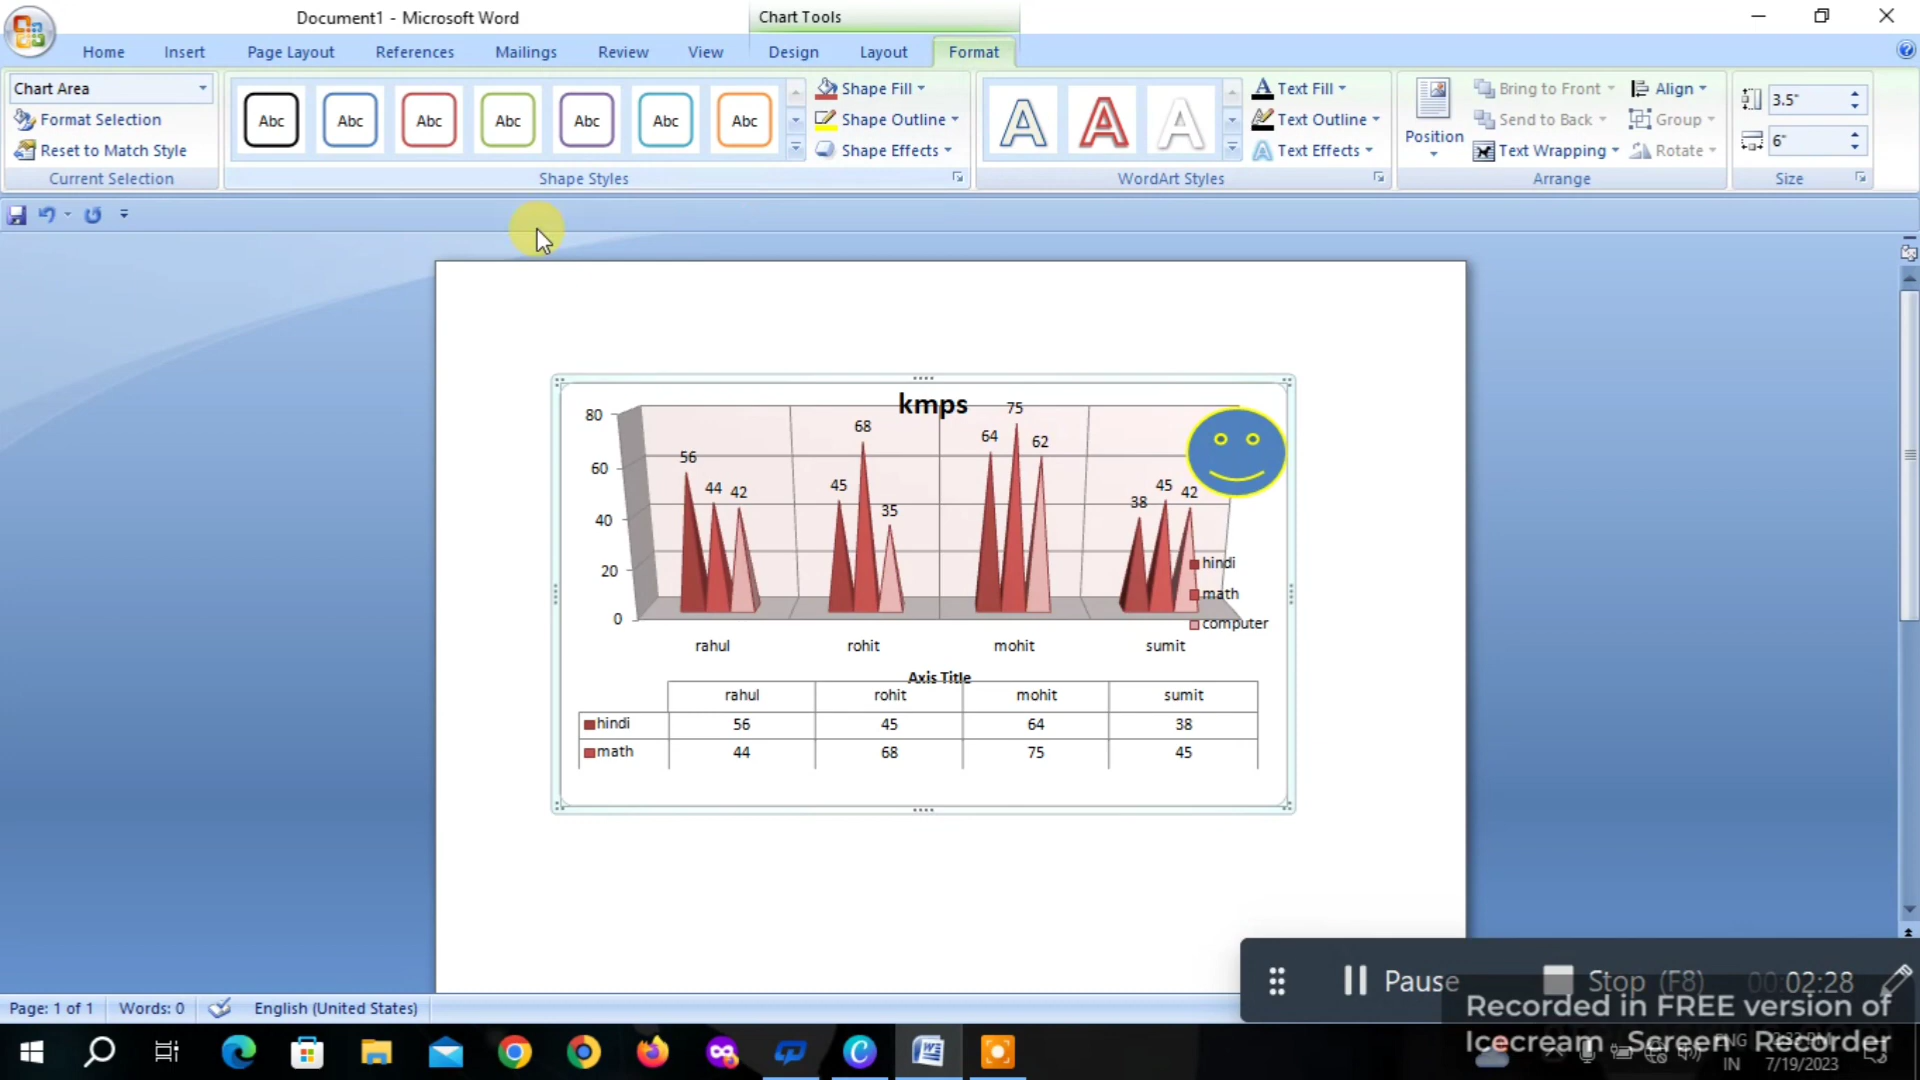 Document1 - Microsoft Word
Chart Tools
Home Insert Page Layout References Mailings Review View Design Layout Format
Chart Area
Format Selection
Reset to Match Style
Current Selection
Abc Abc Abc Abc Abc Abc Abc
Shape Fill
Shape Outline
Shape Effects
Shape Styles
A A A
Text Fill
Text Outline
Text Effects
WordArt Styles
Position
Bring to Front
Send to Back
Text Wrapping
Align
Group
Rotate
Arrange
3.5"
6"
Size
kmps
80
60
40
20
0
56 44 42
45 68 35
64 75 62
38 45 42
hindi
math
computer
rahul rohit mohit sumit
Axis Title
rahul rohit mohit sumit
hindi 56 45 64 38
math 44 68 75 45
Pause Stop (F8) 00:02:28
Recorded in FREE version of
Icecream Screen Recorder
Page: 1 of 1 Words: 0 English (United States)
ENG
IN 7/19/2023